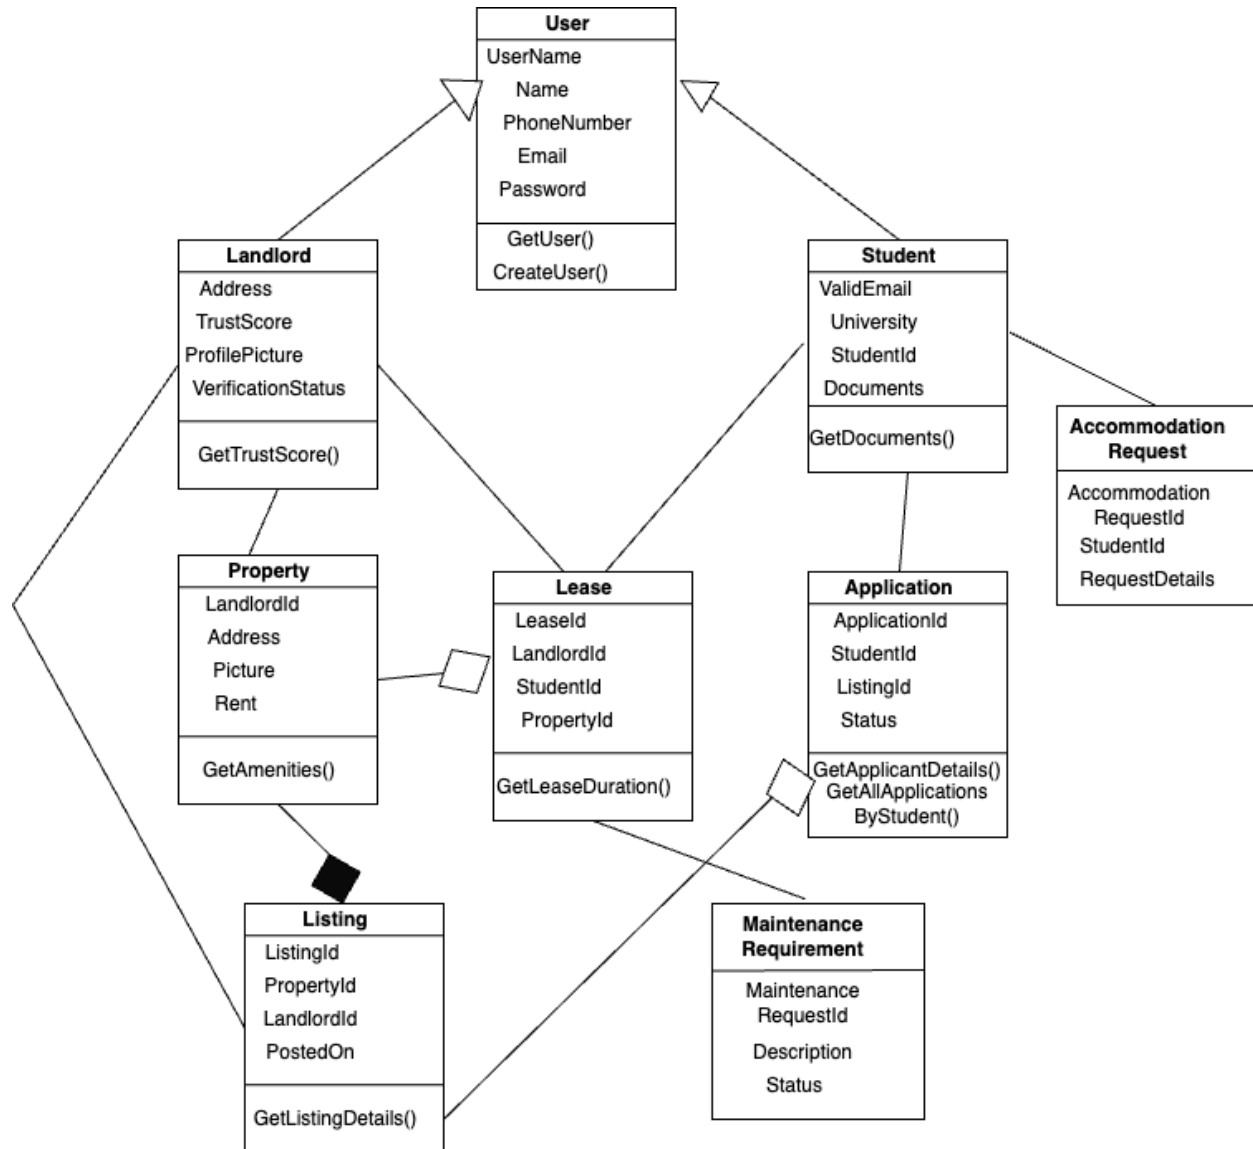 User
UserName
Name
PhoneNumber
Email
Password
GetUser()
CreateUser()
Landlord
Address
TrustScore
ProfilePicture
VerificationStatus
GetTrustScore()
Student
ValidEmail
University
StudentId
Documents
GetDocuments()
Accommodation
Request
Accommodation
RequestId
StudentId
RequestDetails
Property
LandlordId
Address
Picture
Rent
GetAmenities()
Lease
LeaseId
LandlordId
StudentId
PropertyId
GetLeaseDuration()
Application
ApplicationId
StudentId
ListingId
Status
GetApplicantDetails()
GetAllApplications
ByStudent()
Listing
ListingId
PropertyId
LandlordId
PostedOn
GetListingDetails()
Maintenance
Requirement
Maintenance
RequestId
Description
Status